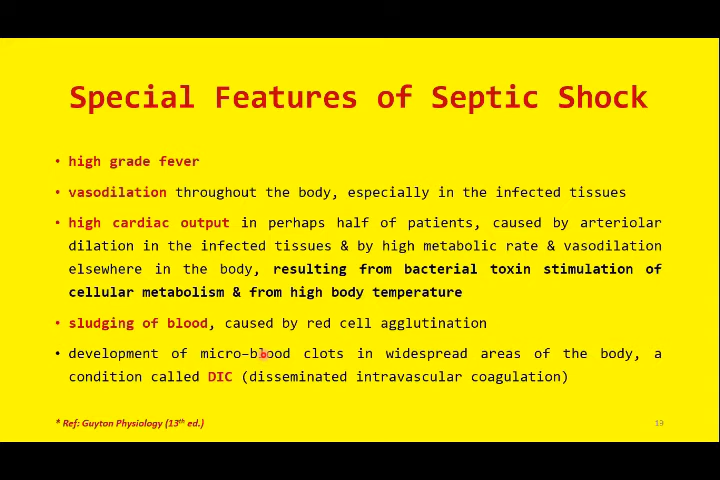 Special Features of Septic Shock
• high grade fever
• vasodilation throughout the body, especially in the infected tissues
• high cardiac output in perhaps half of patients, caused by arteriolar
dilation in the infected tissues & by high metabolic rate & vasodilation
elsewhere in the body, resulting from bacterial toxin stimulation of
cellular metabolism & from high body temperature
• sludging of blood, caused by red cell agglutination
• development of micro–blood clots in widespread areas of the body, a
condition called DIC (disseminated intravascular coagulation)
* Ref: Guyton Physiology (13th ed.)
19